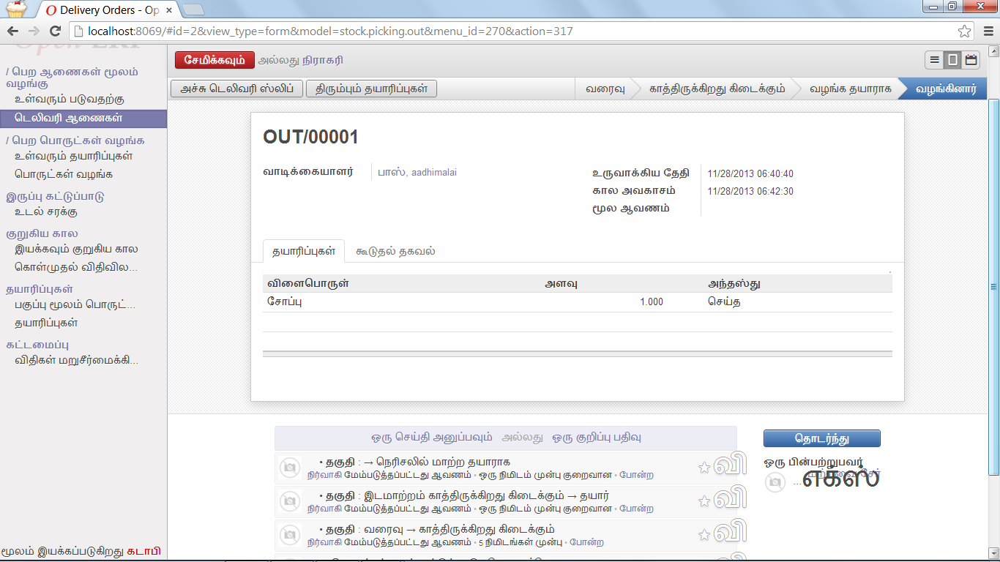 Delivery Orders - Op
localhost:8069/#id=2&view_type=form&model=stock.picking.out&menu_id=270&action=317
Open ERP
சேமிக்கவும் அல்லது நிராகரி
/ பெற ஆணைகள் மூலம்
வழங்கு
உள்வரும் படுவதற்கு
டெலிவரி ஆணைகள்
/ பெற பொருட்கள் வழங்க
உள்வரும் தயாரிப்புகள்
பொருட்கள் வழங்க
இருப்பு கட்டுப்பாடு
உடல் சரக்கு
குறுகிய கால
இயக்கவும் குறுகிய கால
கொள்முதல் விதிவில...
தயாரிப்புகள்
பகுப்பு மூலம் பொருட்...
தயாரிப்புகள்
கட்டமைப்பு
விதிகள் மறுசீர்மைக்கி...
மூலம் இயக்கப்படுகிறது கடாபி
அச்சு டெலிவரி ஸ்லிப் திரும்பும் தயாரிப்புகள்
வரைவு காத்திருக்கிறது கிடைக்கும் வழங்க தயாராக வழங்கினார்
OUT/00001
வாடிக்கையாளர் பாஸ், aadhimalai
உருவாக்கிய தேதி 11/28/2013 06:40:40
கால அவகாசம் 11/28/2013 06:42:30
மூல ஆவணம்
தயாரிப்புகள் கூடுதல் தகவல்
விளைபொருள் அளவு அந்தஸ்து
சோப்பு 1.000 செய்த
ஒரு செய்தி அனுப்பவும் அல்லது ஒரு குறிப்பு பதிவு
• தகுதி : → நெரிசலில் மாற்ற தயாராக
நிர்வாகி மேம்படுத்தப்பட்டது ஆவணம் • ஒரு நிமிடம் முன்பு குறைவான • போன்ற
வி
• தகுதி : இடமாற்றம் காத்திருக்கிறது கிடைக்கும் → தயார்
நிர்வாகி மேம்படுத்தப்பட்டது ஆவணம் • ஒரு நிமிடம் முன்பு குறைவான • போன்ற
வி
• தகுதி : வரைவு → காத்திருக்கிறது கிடைக்கும்
நிர்வாகி மேம்படுத்தப்பட்டது ஆவணம் • 5 நிமிடங்கள் முன்பு • போன்ற
வி
தொடர்ந்து
ஒரு பின்பற்றுபவர்
... எக்ஸ்